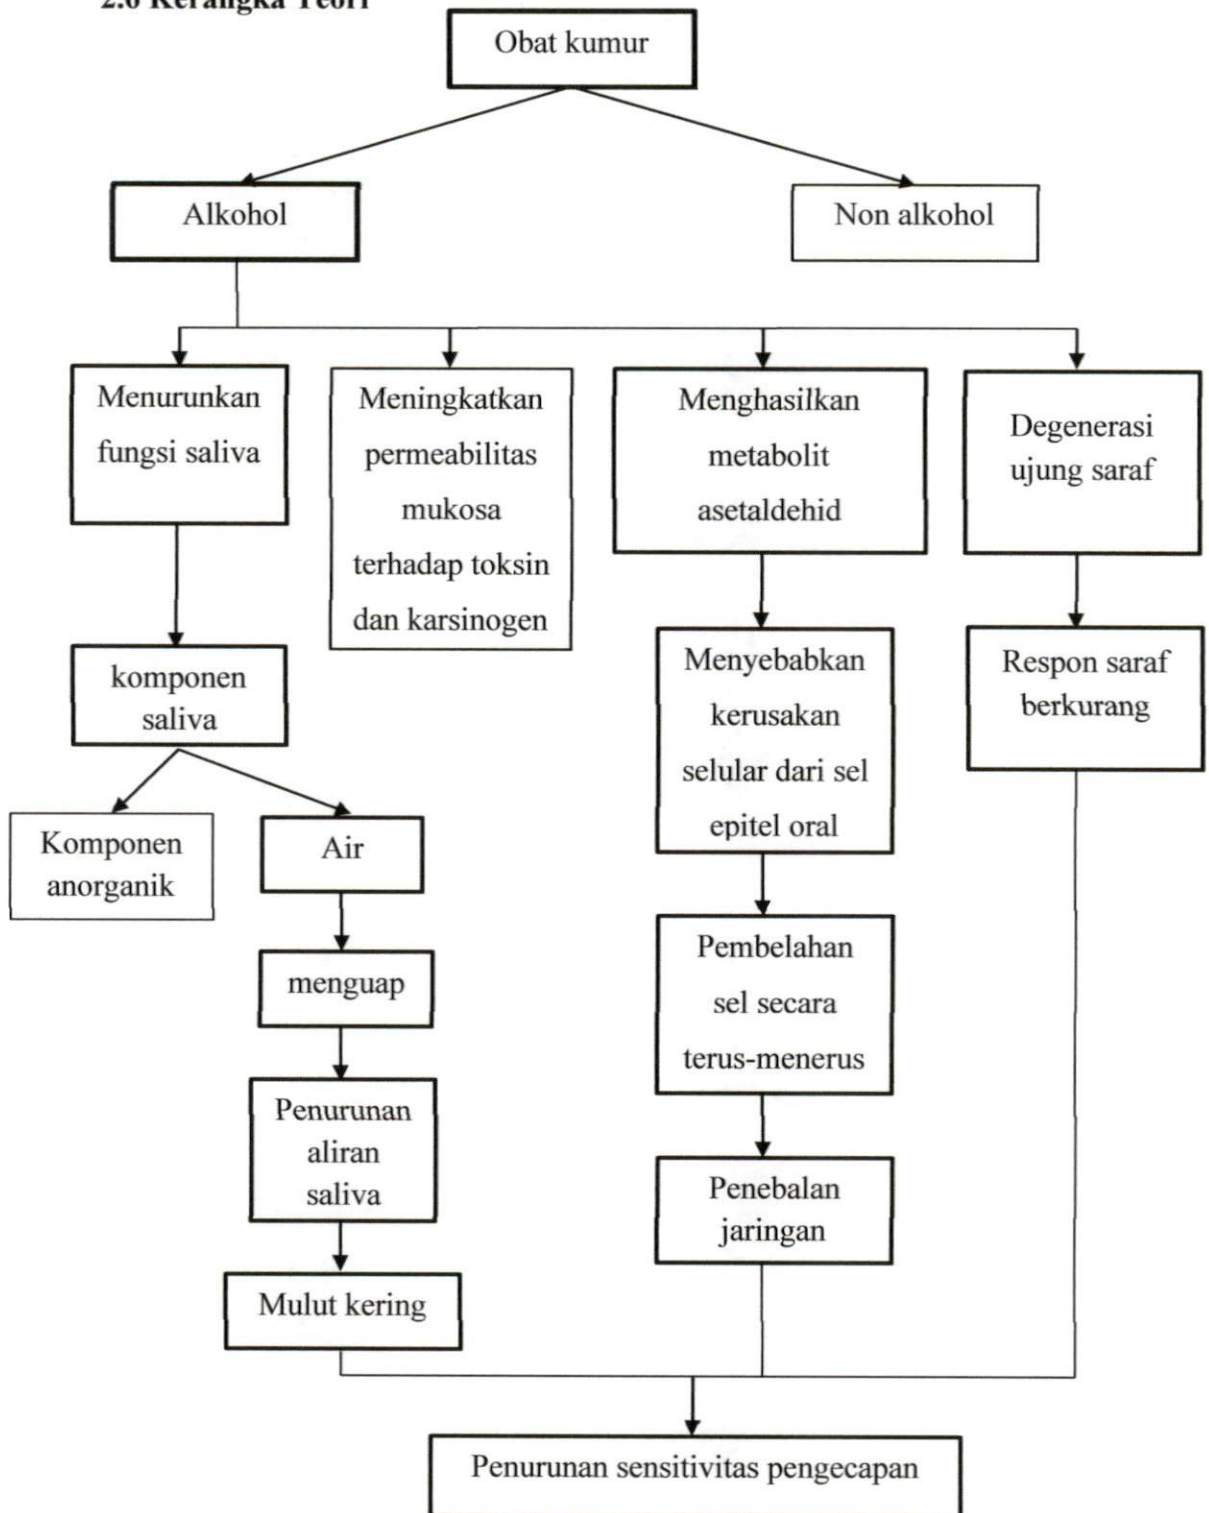 2.6 Kerangka Teori
Obat kumur
Alkohol
Non alkohol
Menurunkan
fungsi saliva
Meningkatkan
permeabilitas
mukosa
terhadap toksin
dan karsinogen
Menghasilkan
metabolit
asetaldehid
Degenerasi
ujung saraf
komponen
saliva
Menyebabkan
kerusakan
selular dari sel
epitel oral
Respon saraf
berkurang
Komponen
anorganik
Air
menguap
Pembelahan
sel secara
terus-menerus
Penurunan
aliran
saliva
Penebalan
jaringan
Mulut kering
Penurunan sensitivitas pengecapan